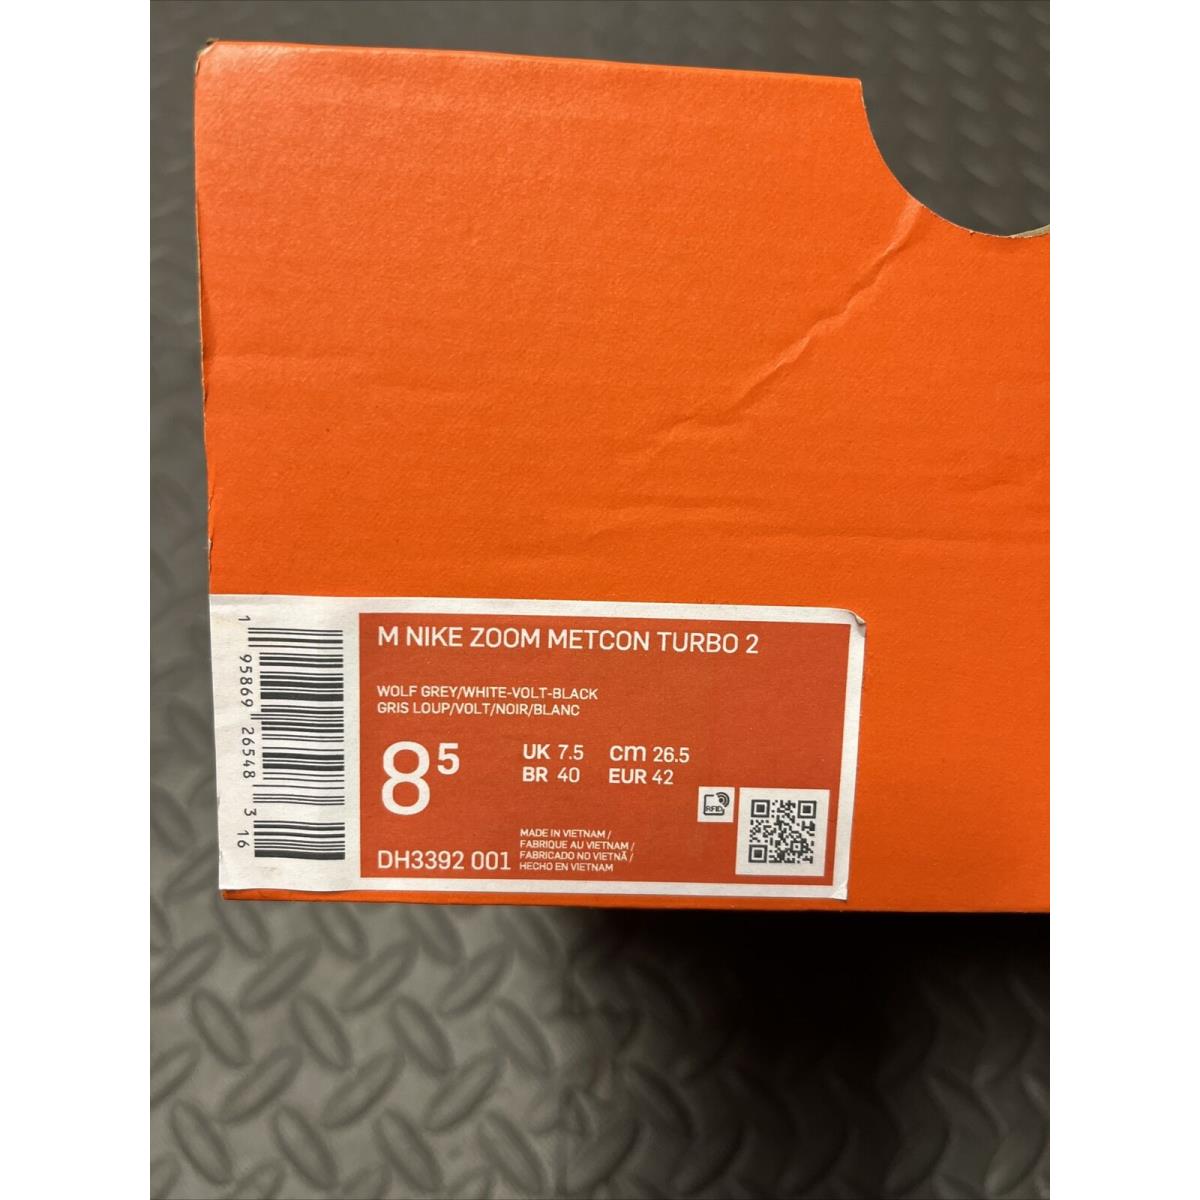 M NIKE ZOOM METCON TURBO 2
WOLF GREY/WHITE-VOLT-BLACK
GRIS LOUP/VOLT/NOIR/BLANC
8⁵
UK 7.5 cm 26.5
BR 40 EUR 42
RFID
DH3392 001
MADE IN VIETNAM /
FABRIQUE AU VIETNAM /
FABRICADO NO VIETNÃ /
HECHO EN VIETNAM
1 95869 26548 3 16